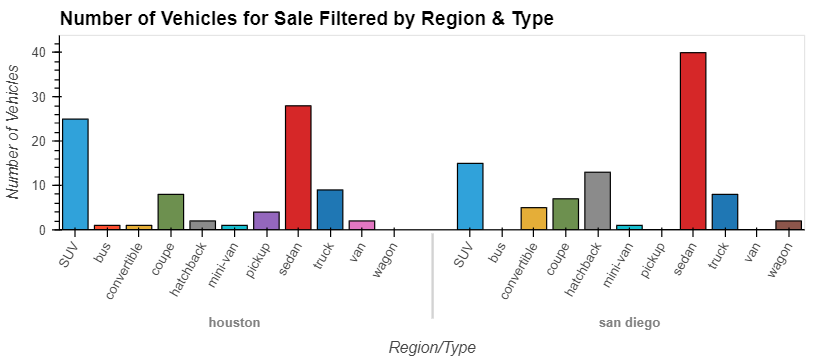 Number of Vehicles for Sale Filtered by Region & Type
Number of Vehicles
40
30
20
10
0
SUV
bus
convertible
coupe
hatchback
mini-van
pickup
sedan
truck
van
wagon
SUV
bus
convertible
coupe
hatchback
mini-van
pickup
sedan
truck
van
wagon
houston
san diego
Region/Type